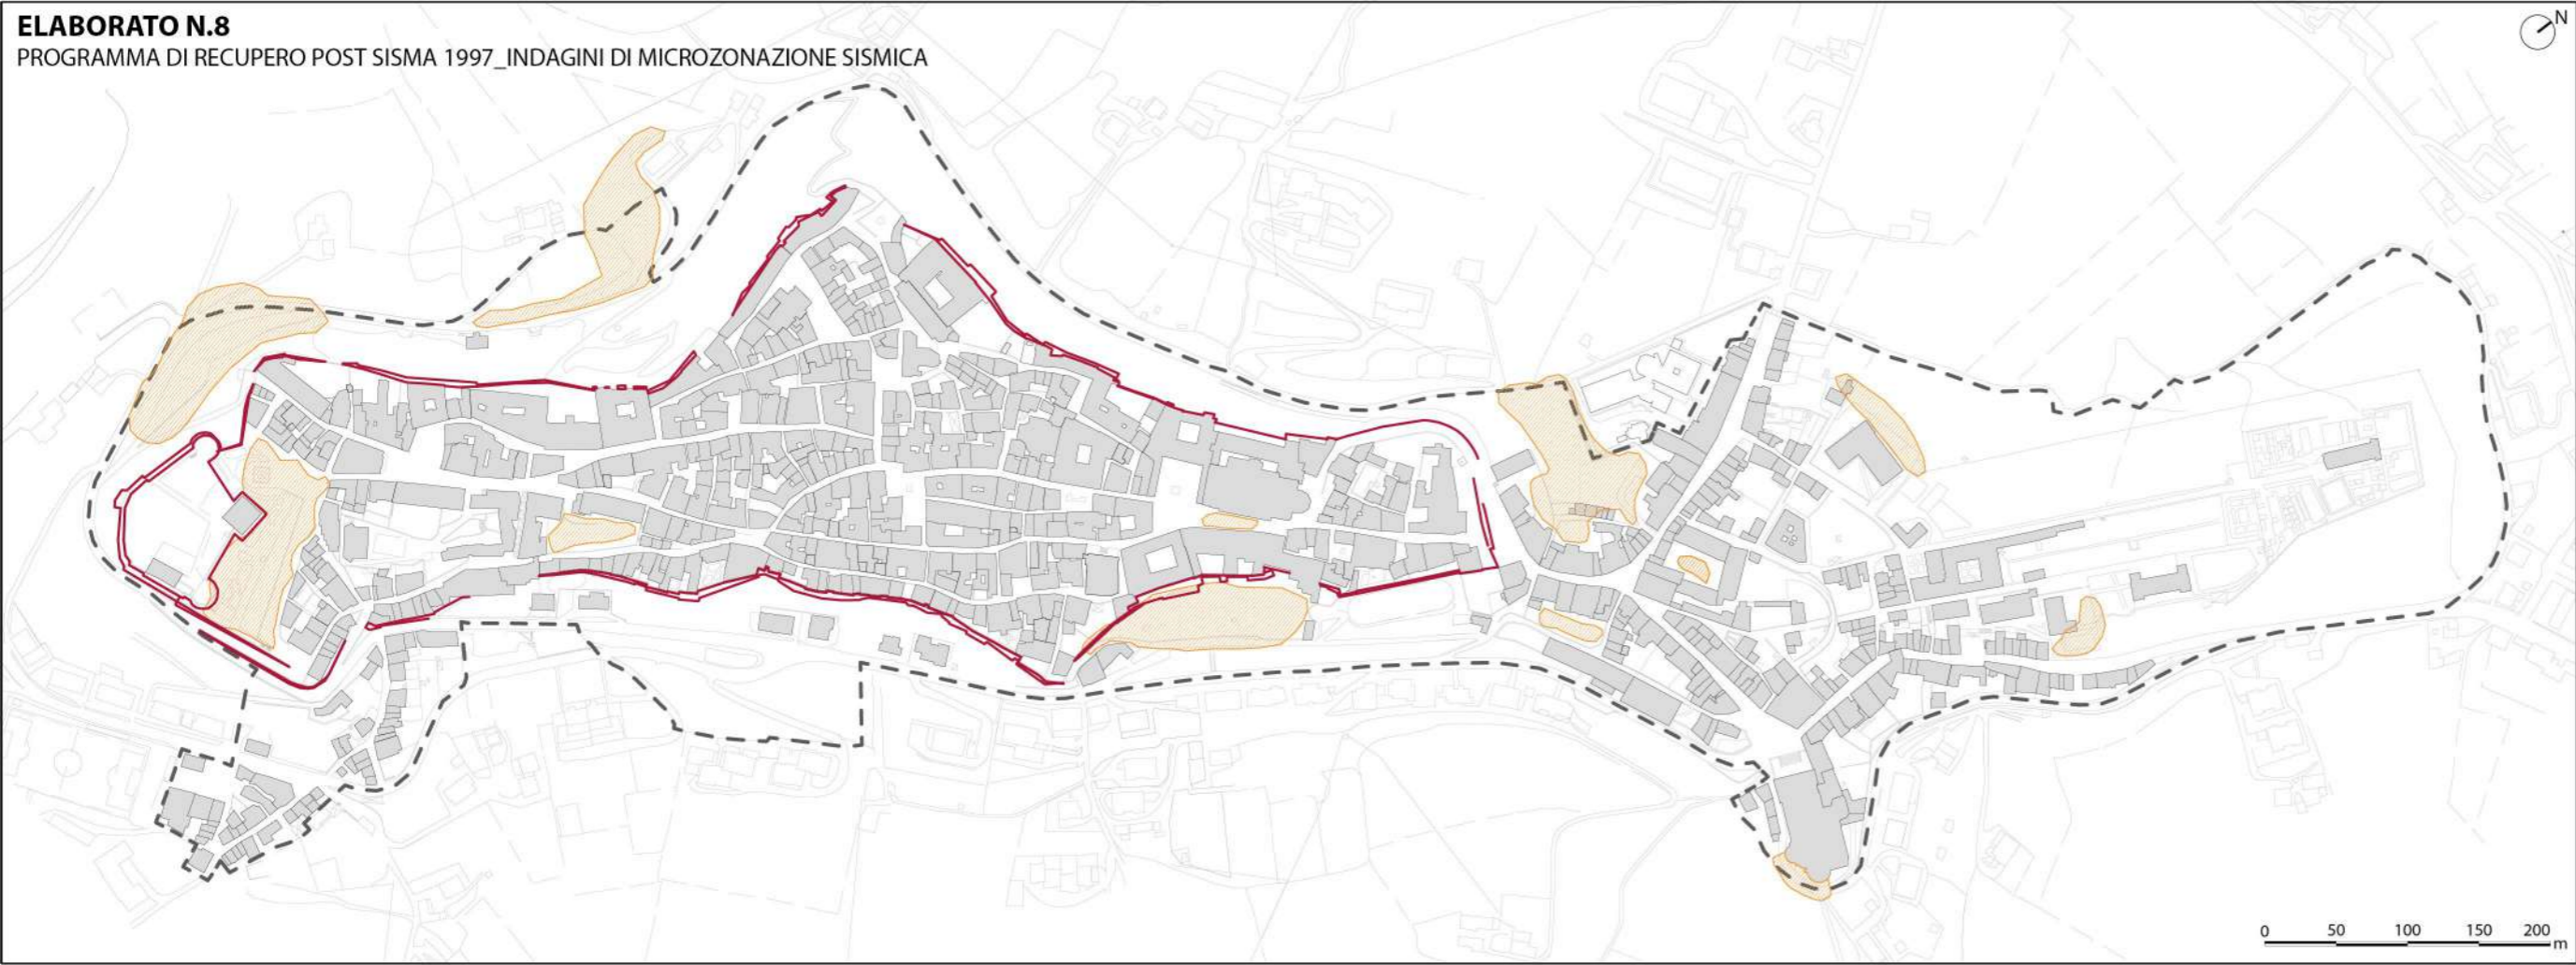 ELABORATO N.8
PROGRAMMA DI RECUPERO POST SISMA 1997_INDAGINI DI MICROZONAZIONE SISMICA
N
0 50 100 150 200
m